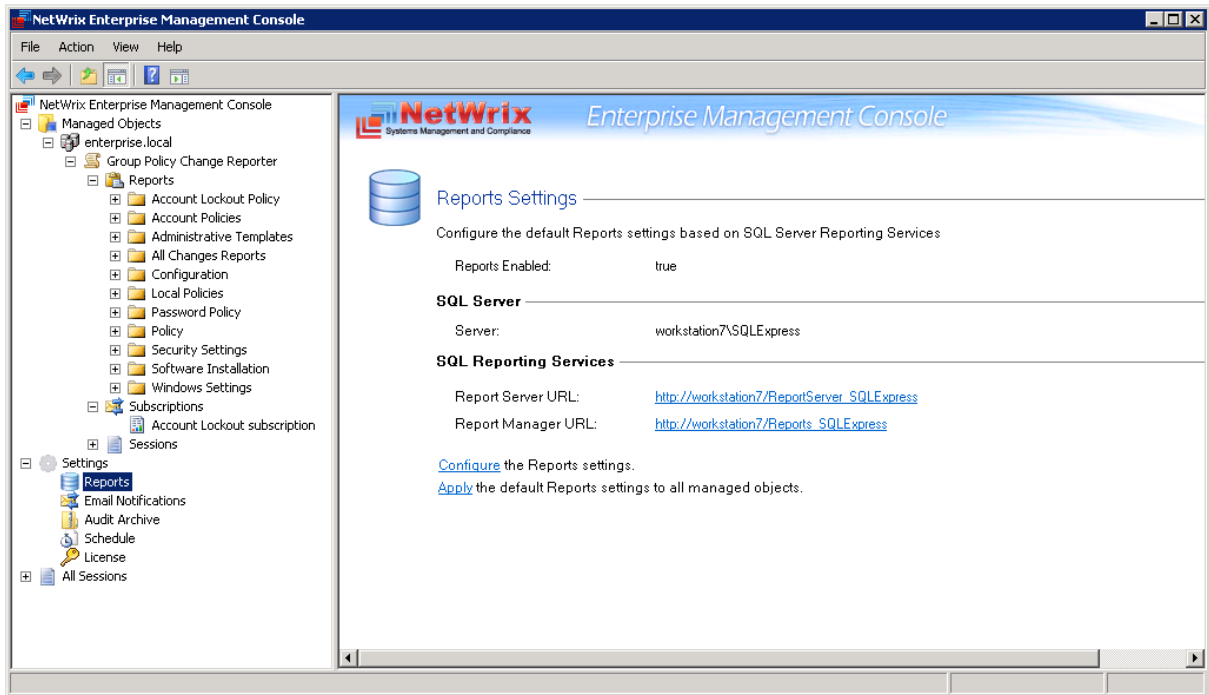 NetWrix Enterprise Management Console
File Action View Help
NetWrix Enterprise Management Console
Managed Objects
enterprise.local
Group Policy Change Reporter
Reports
Account Lockout Policy
Account Policies
Administrative Templates
All Changes Reports
Configuration
Local Policies
Password Policy
Policy
Security Settings
Software Installation
Windows Settings
Subscriptions
Account Lockout subscription
Sessions
Settings
Reports
Email Notifications
Audit Archive
Schedule
License
All Sessions
NetWrix
Systems Management and Compliance
Enterprise Management Console
Reports Settings
Configure the default Reports settings based on SQL Server Reporting Services
Reports Enabled: true
SQL Server
Server: workstation7\SQLExpress
SQL Reporting Services
Report Server URL: http://workstation7/ReportServer_SQLExpress
Report Manager URL: http://workstation7/Reports_SQLExpress
Configure the Reports settings.
Apply the default Reports settings to all managed objects.